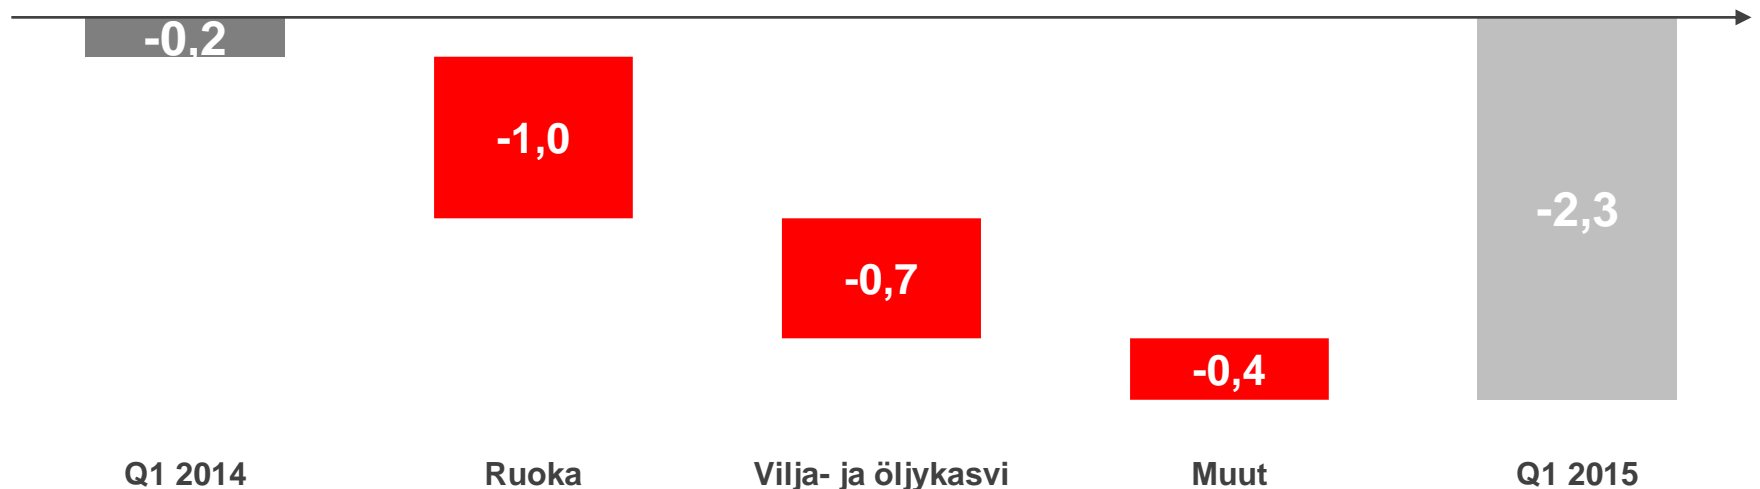 -0,2
-1,0
-0,7
-0,4
-2,3
Q1 2014
Ruoka
Vilja- ja öljykasvi
Muut
Q1 2015